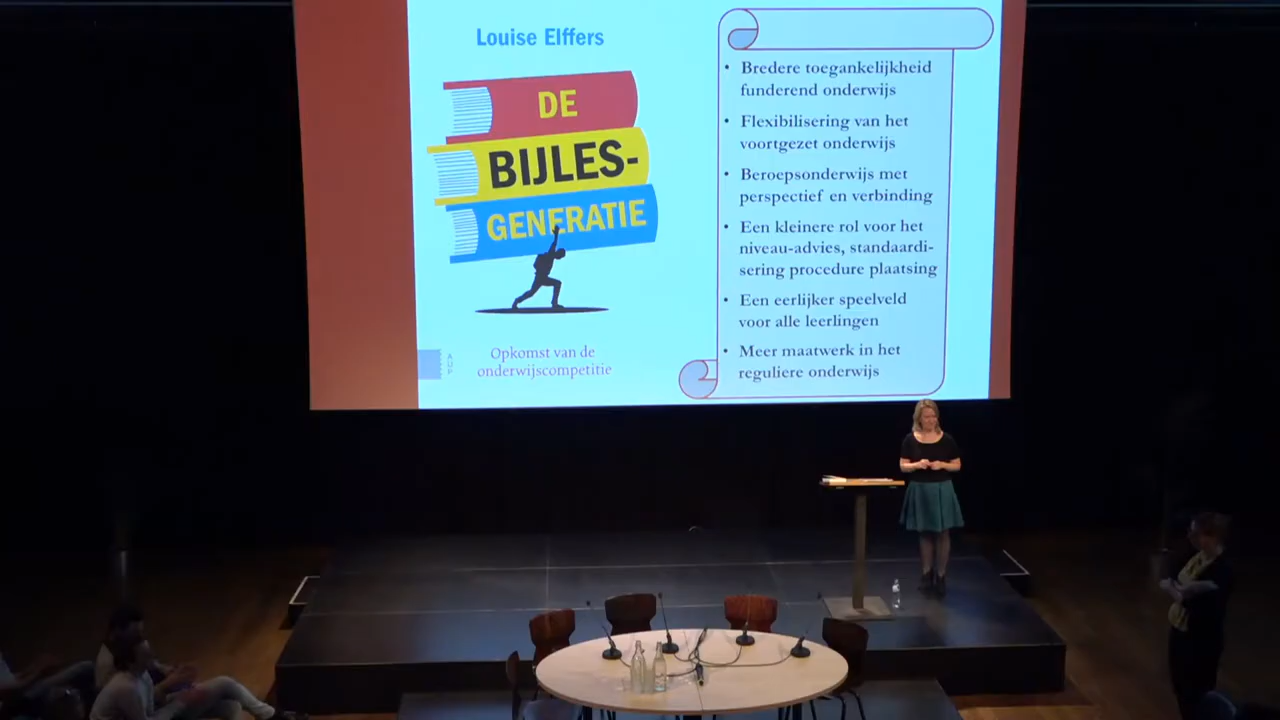 Louise Elffers
DE
BIJLES-
GENERATIE
Opkomst van de
onderwijscompetitie
AUP
• Bredere toegankelijkheid
funderend onderwijs
• Flexibilisering van het
voortgezet onderwijs
• Beroepsonderwijs met
perspectief en verbinding
• Een kleinere rol voor het
niveau-advies, standaardi-
sering procedure plaatsing
• Een eerlijker speelveld
voor alle leerlingen
• Meer maatwerk in het
reguliere onderwijs